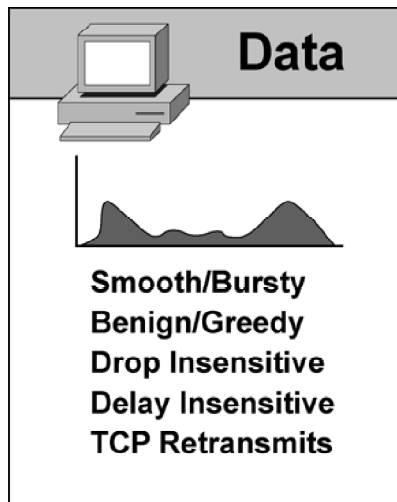 Data
Smooth/Bursty
Benign/Greedy
Drop Insensitive
Delay Insensitive
TCP Retransmits